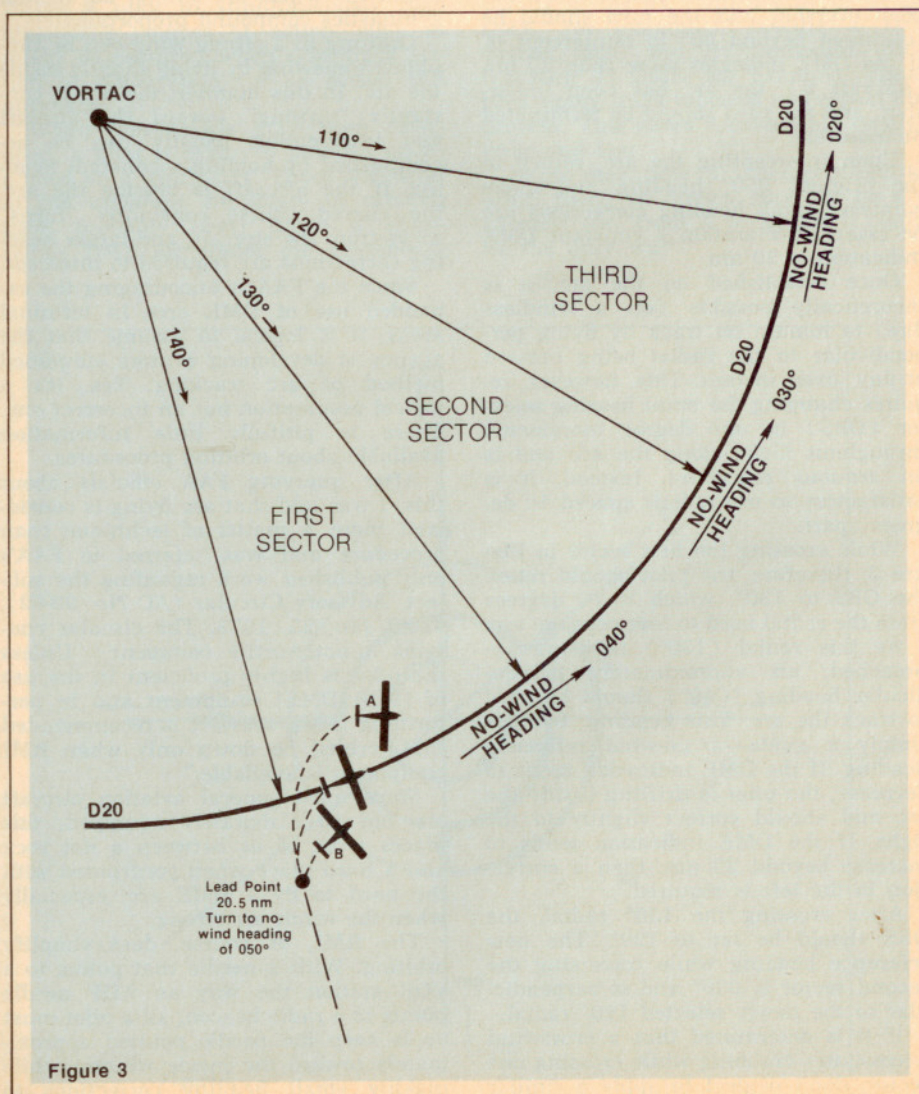 VORTAC
110°→
120°→
130°→
140°→
THIRD
SECTOR
SECOND
SECTOR
FIRST
SECTOR
D20
NO-WIND
HEADING
020°
D20
NO-WIND
HEADING
030°
NO-WIND
HEADING
040°
A
B
D20
Lead Point
20.5 nm
Turn to no-
wind heading
of 050°
Figure 3